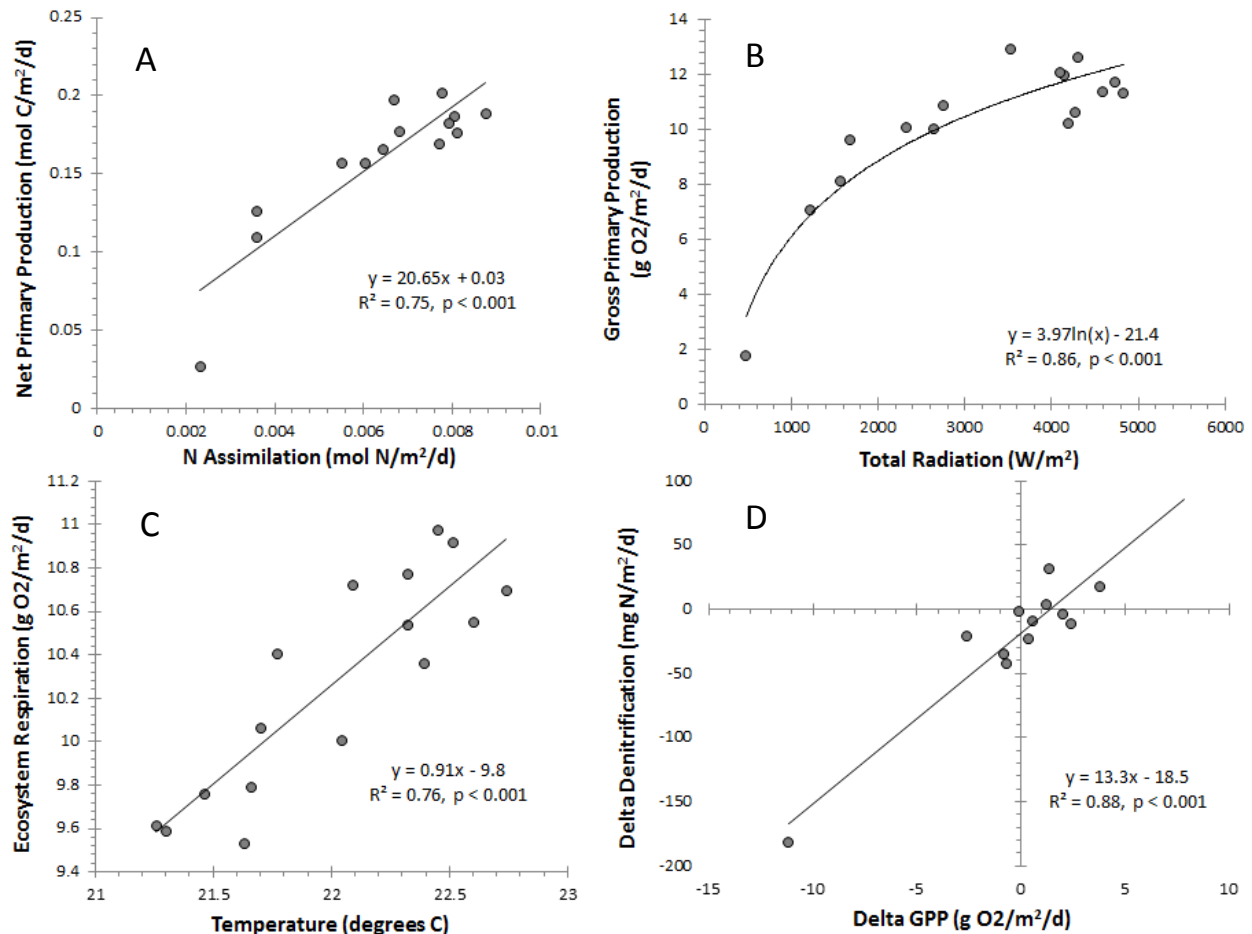 A
Net Primary Production (mol C/m²/d)
0.25
0.2
0.15
0.1
0.05
0
y = 20.65x + 0.03
R² = 0.75, p < 0.001
0 0.002 0.004 0.006 0.008 0.01
N Assimilation (mol N/m²/d)
B
Gross Primary Production
(g O2/m²/d)
14
12
10
8
6
4
2
0
y = 3.97ln(x) - 21.4
R² = 0.86, p < 0.001
0 1000 2000 3000 4000 5000 6000
Total Radiation (W/m²)
C
Ecosystem Respiration (g O2/m²/d)
11.2
11
10.8
10.6
10.4
10.2
10
9.8
9.6
9.4
y = 0.91x - 9.8
R² = 0.76, p < 0.001
21 21.5 22 22.5 23
Temperature (degrees C)
D
Delta Denitrification (mg N/m²/d)
100
50
0
-50
-100
-150
-200
y = 13.3x - 18.5
R² = 0.88, p < 0.001
-15 -10 -5 0 5 10
Delta GPP (g O2/m²/d)